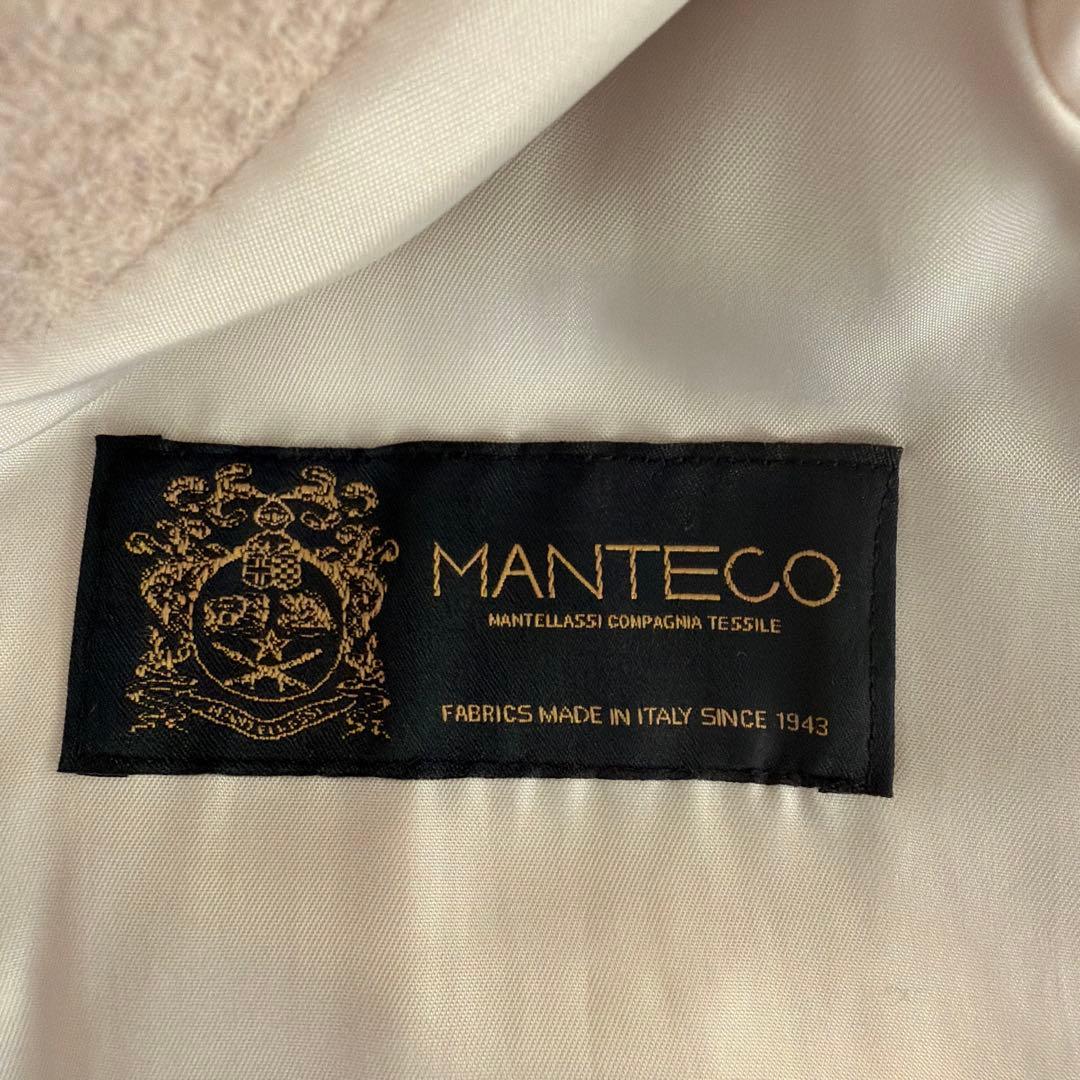 MANTECO
MANTELLASSI COMPAGNIA TESSILE
FABRICS MADE IN ITALY SINCE 1943